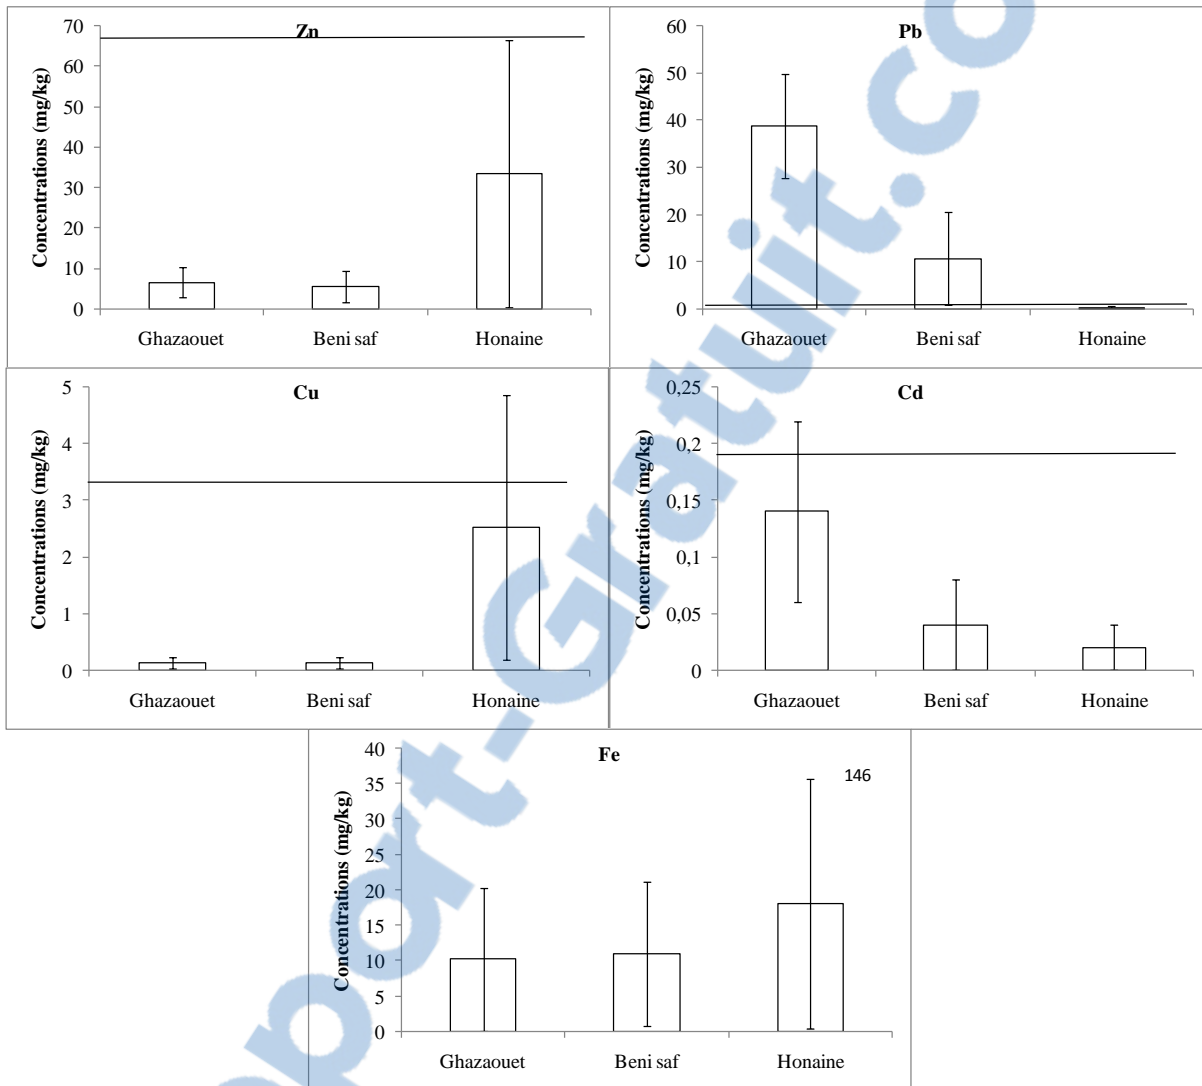 Zn
Concentrations (mg/kg)
70
60
50
40
30
20
10
0
Ghazaouet Beni saf Honaine
Pb
Concentrations (mg/kg)
60
50
40
30
20
10
0
Ghazaouet Beni saf Honaine
Cu
Concentrations (mg/kg)
5
4
3
2
1
0
Ghazaouet Beni saf Honaine
Cd
Concentrations (mg/kg)
0,25
0,2
0,15
0,1
0,05
0
Ghazaouet Beni saf Honaine
Fe
146
Concentrations (mg/kg)
40
35
30
25
20
15
10
5
0
Ghazaouet Beni saf Honaine
pport-Gratuit.co